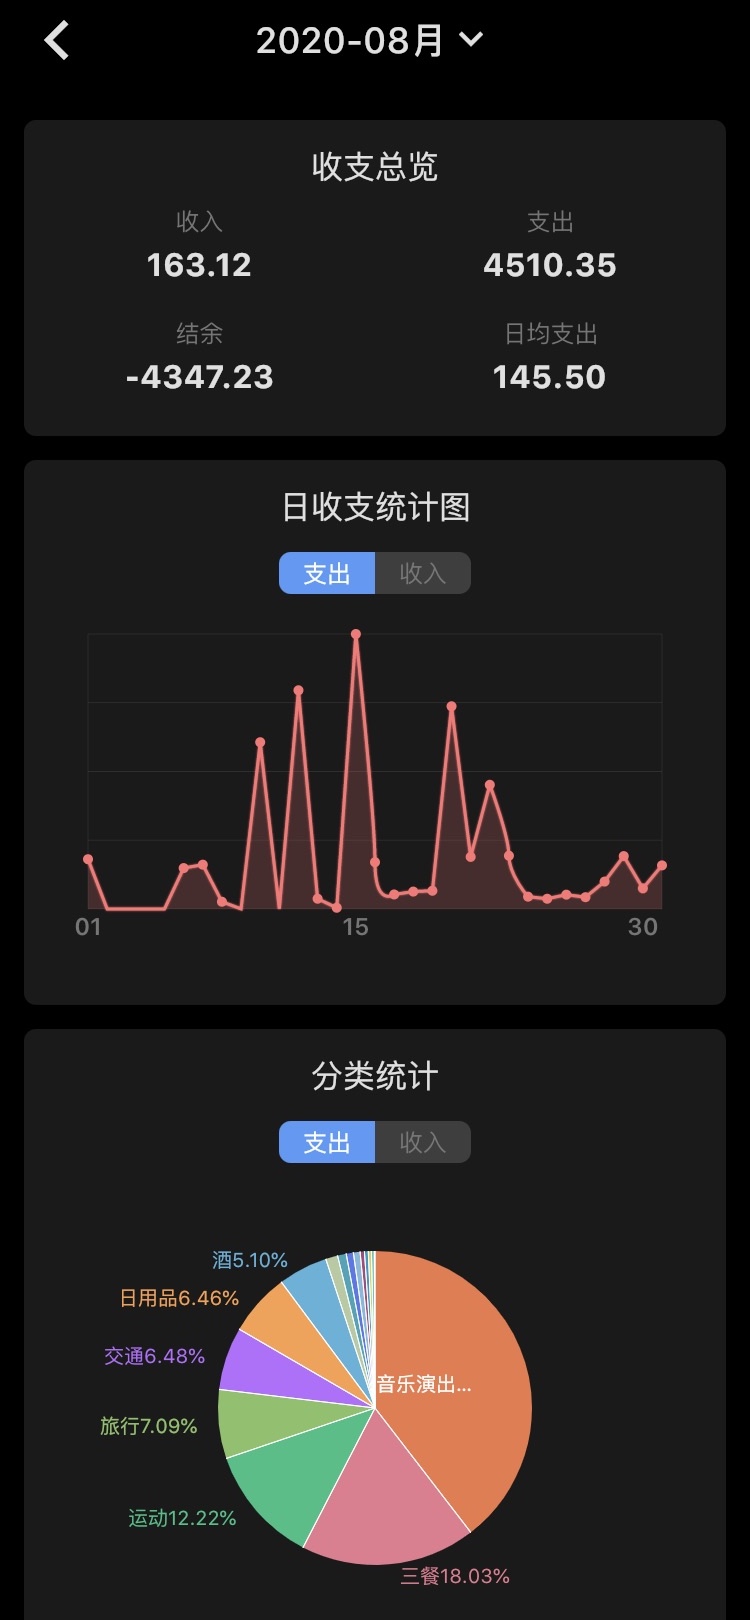 2020-08月
收支总览
收入 支出
163.12 4510.35
结余 日均支出
-4347.23 145.50
日收支统计图
支出 收入
01 15 30
分类统计
支出 收入
酒5.10%
日用品6.46%
交通6.48%
音乐演出...
旅行7.09%
运动12.22%
三餐18.03%